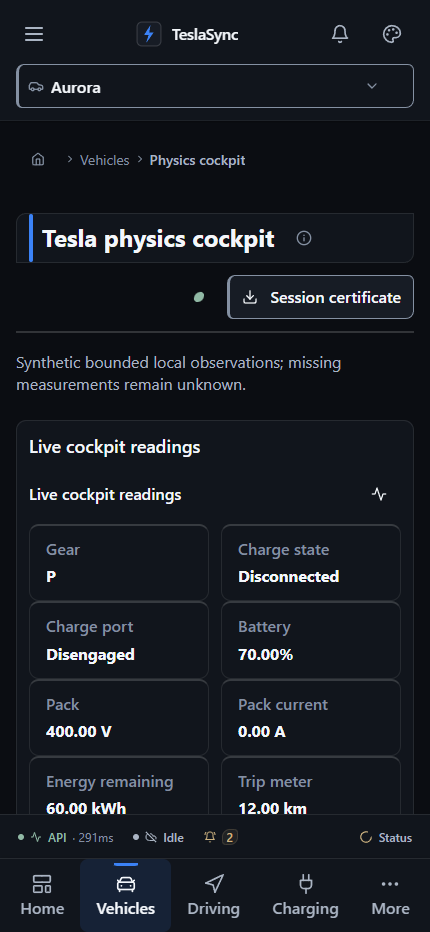 TeslaSync
Aurora
Vehicles
Physics cockpit
Tesla physics cockpit
Session certificate
Synthetic bounded local observations; missing
measurements remain unknown.
Live cockpit readings
Live cockpit readings
Gear
P
Charge state
Disconnected
Charge port
Disengaged
Battery
70.00%
Pack
400.00 V
Pack current
0.00 A
Energy remaining
60.00 kWh
Trip meter
12.00 km
API · 291ms
Idle
2
Status
Home
Vehicles
Driving
Charging
More